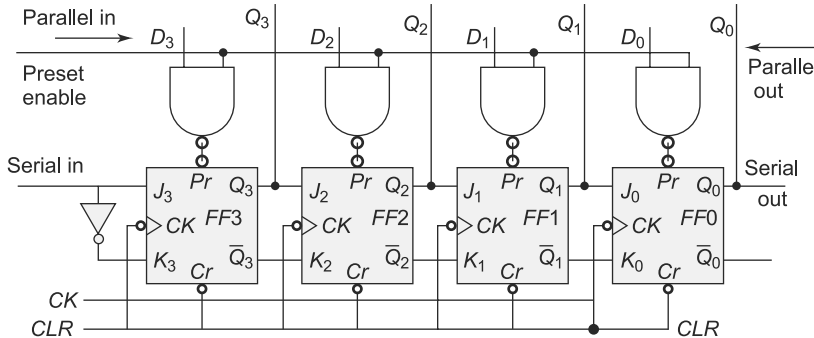 Parallel in
Q3 Q2 Q1 Q0
D3 D2 D1 D0
Preset enable
Paralle out
Serial in
Pr Pr Pr Pr
J3 Q3 J2 Q2 J1 Q1 J0 Q0
Serial out
CK FF3 CK FF2 CK FF1 CK FF0
K3 Q̅3 K2 Q̅2 K1 Q̅1 K0 Q̅0
Cr Cr Cr Cr
CK
CLR CLR